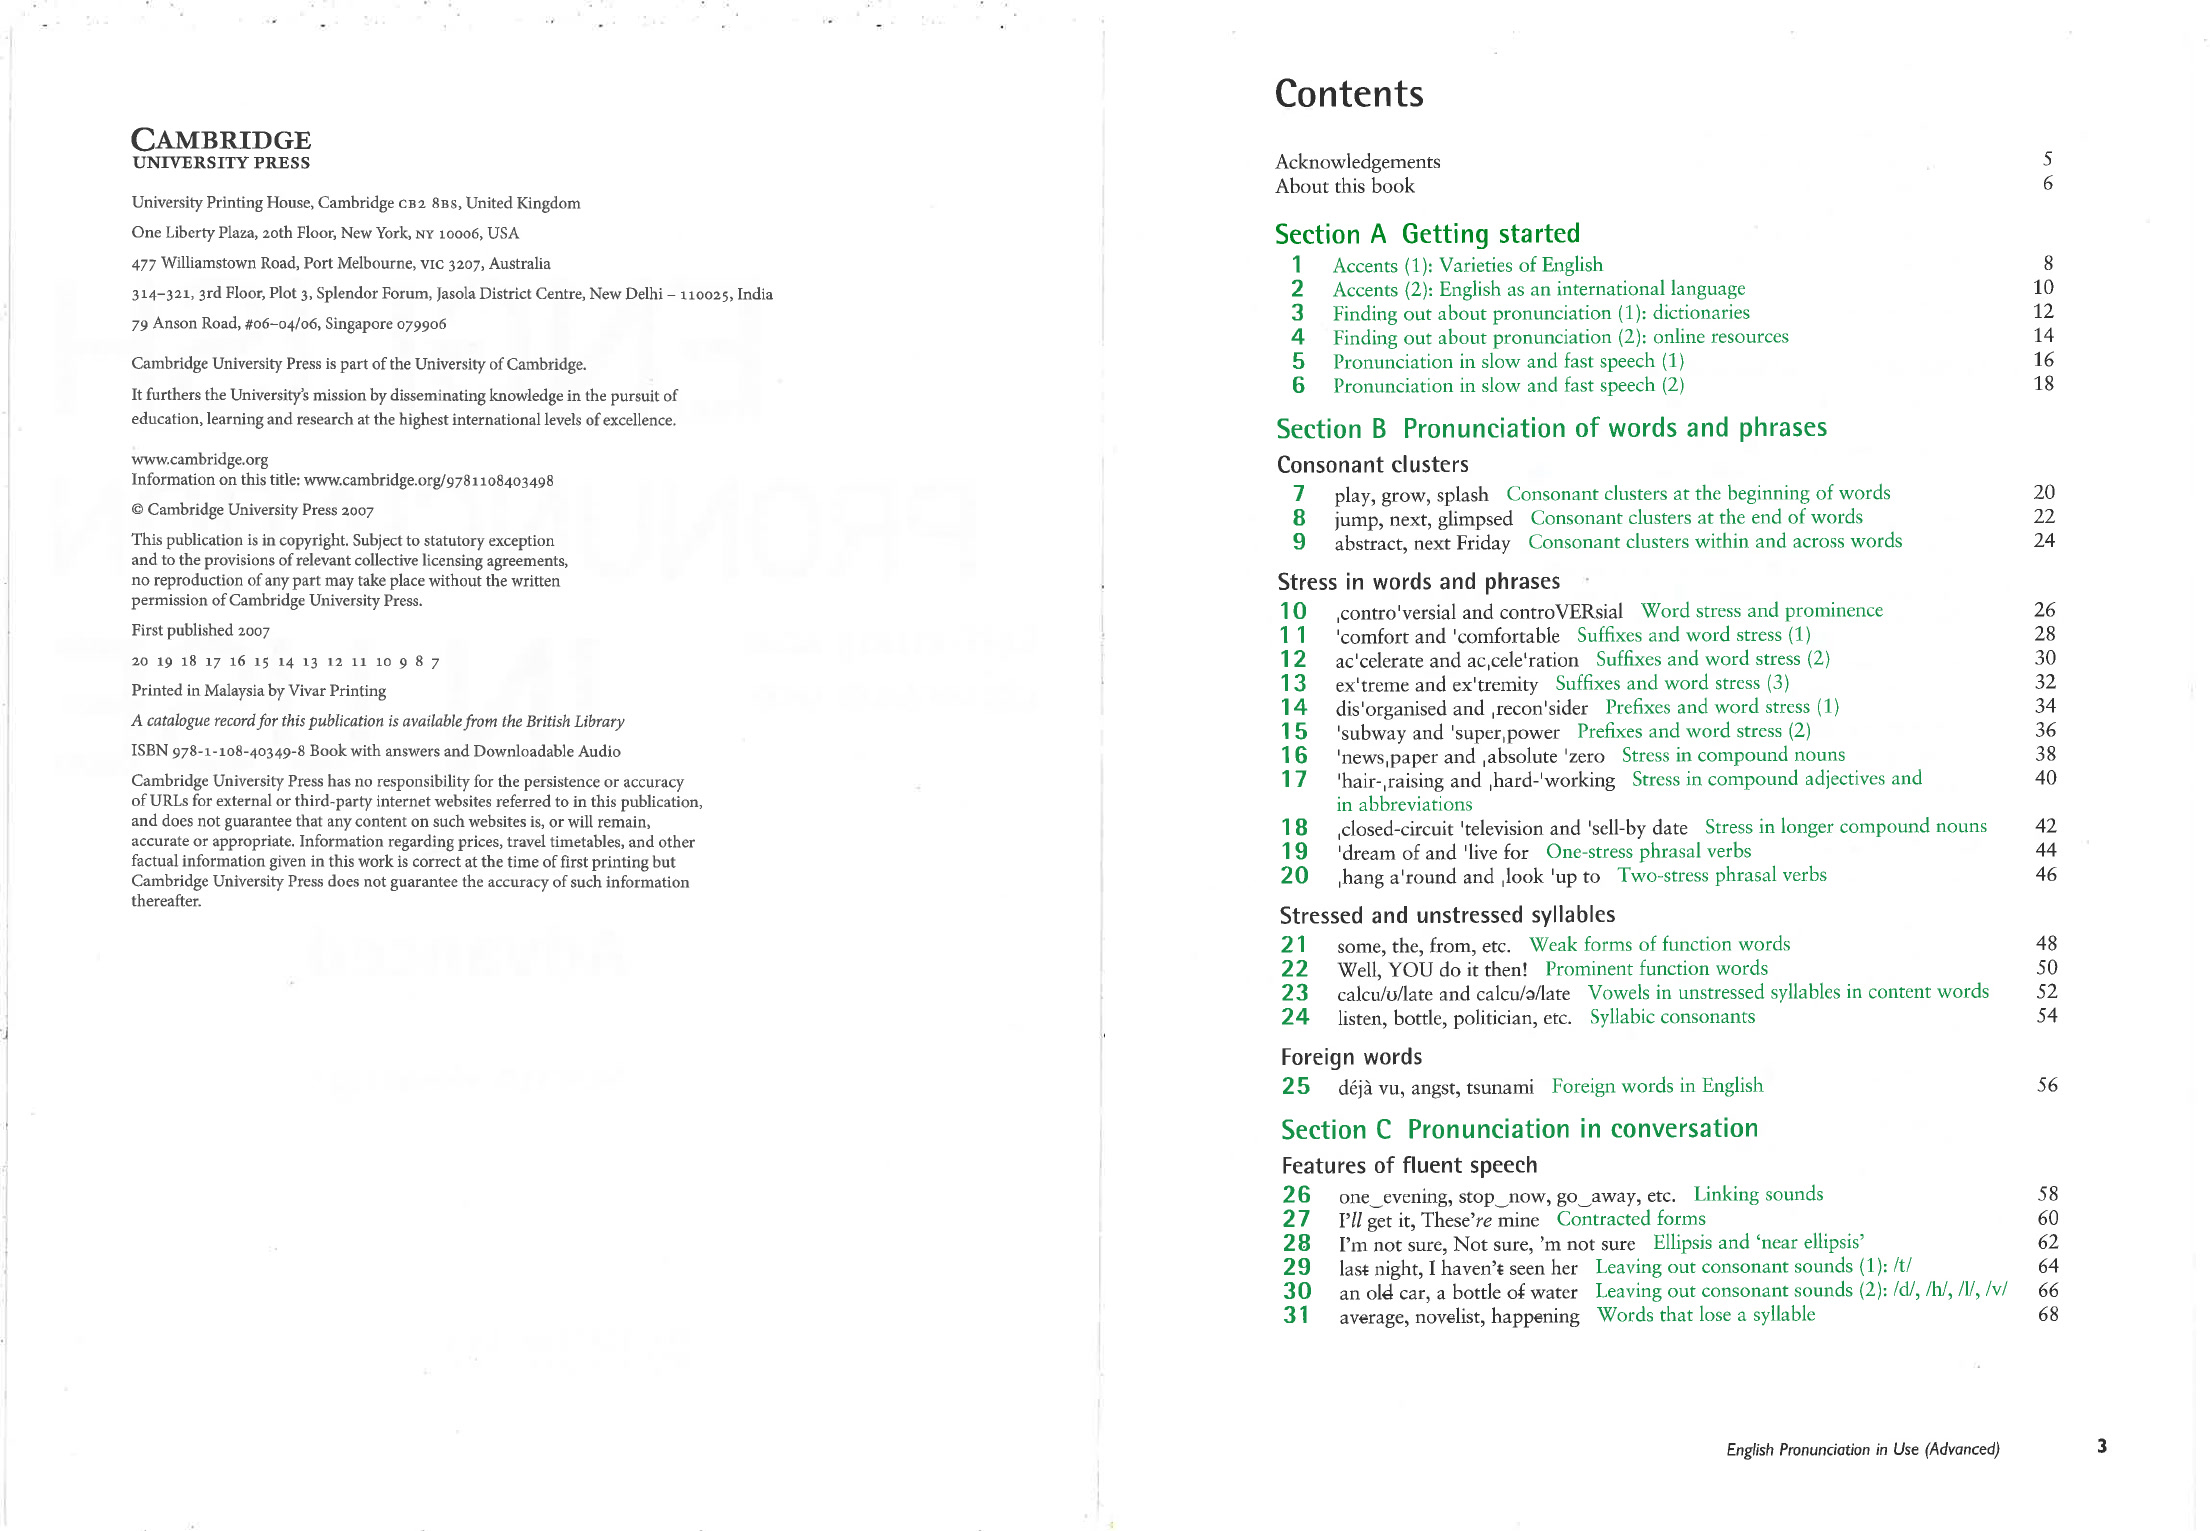 CAMBRIDGE
UNIVERSITY PRESS
University Printing House, Cambridge CB2 8BS, United Kingdom
One Liberty Plaza, 20th Floor, New York, NY 10006, USA
477 Williamstown Road, Port Melbourne, VIC 3207, Australia
314–321, 3rd Floor, Plot 3, Splendor Forum, Jasola District Centre, New Delhi – 110025, India
79 Anson Road, #06–04/06, Singapore 079906
Cambridge University Press is part of the University of Cambridge.
It furthers the University's mission by disseminating knowledge in the pursuit of
education, learning and research at the highest international levels of excellence.
www.cambridge.org
Information on this title: www.cambridge.org/9781108403498
© Cambridge University Press 2007
This publication is in copyright. Subject to statutory exception
and to the provisions of relevant collective licensing agreements,
no reproduction of any part may take place without the written
permission of Cambridge University Press.
First published 2007
20 19 18 17 16 15 14 13 12 11 10 9 8 7
Printed in Malaysia by Vivar Printing
A catalogue record for this publication is available from the British Library
ISBN 978-1-108-40349-8 Book with answers and Downloadable Audio
Cambridge University Press has no responsibility for the persistence or accuracy
of URLs for external or third-party internet websites referred to in this publication,
and does not guarantee that any content on such websites is, or will remain,
accurate or appropriate. Information regarding prices, travel timetables, and other
factual information given in this work is correct at the time of first printing but
Cambridge University Press does not guarantee the accuracy of such information
thereafter.
Contents
Acknowledgements 5
About this book 6
Section A Getting started
1 Accents (1): Varieties of English 8
2 Accents (2): English as an international language 10
3 Finding out about pronunciation (1): dictionaries 12
4 Finding out about pronunciation (2): online resources 14
5 Pronunciation in slow and fast speech (1) 16
6 Pronunciation in slow and fast speech (2) 18
Section B Pronunciation of words and phrases
Consonant clusters
7 play, grow, splash Consonant clusters at the beginning of words 20
8 jump, next, glimpsed Consonant clusters at the end of words 22
9 abstract, next Friday Consonant clusters within and across words 24
Stress in words and phrases
10 ˌcontroˈversial and controVERsial Word stress and prominence 26
11 ˈcomfort and ˈcomfortable Suffixes and word stress (1) 28
12 acˈcelerate and acˌceleˈration Suffixes and word stress (2) 30
13 exˈtreme and exˈtremity Suffixes and word stress (3) 32
14 disˈorganised and ˌreconˈsider Prefixes and word stress (1) 34
15 ˈsubway and ˈsuperˌpower Prefixes and word stress (2) 36
16 ˈnewsˌpaper and ˌabsolute ˈzero Stress in compound nouns 38
17 ˈhair-ˌraising and ˌhard-ˈworking Stress in compound adjectives and 40
in abbreviations
18 ˌclosed-circuit ˈtelevision and ˈsell-by date Stress in longer compound nouns 42
19 ˈdream of and ˈlive for One-stress phrasal verbs 44
20 ˌhang aˈround and ˌlook ˈup to Two-stress phrasal verbs 46
Stressed and unstressed syllables
21 some, the, from, etc. Weak forms of function words 48
22 Well, YOU do it then! Prominent function words 50
23 calcu/ʊ/late and calcu/ə/late Vowels in unstressed syllables in content words 52
24 listen, bottle, politician, etc. Syllabic consonants 54
Foreign words
25 déjà vu, angst, tsunami Foreign words in English 56
Section C Pronunciation in conversation
Features of fluent speech
26 one‿evening, stop‿now, go‿away, etc. Linking sounds 58
27 I'll get it, These're mine Contracted forms 60
28 I'm not sure, Not sure, 'm not sure Ellipsis and 'near ellipsis' 62
29 last night, I haven't seen her Leaving out consonant sounds (1): /t/ 64
30 an old car, a bottle of water Leaving out consonant sounds (2): /d/, /h/, /l/, /v/ 66
31 average, novelist, happening Words that lose a syllable 68
English Pronunciation in Use (Advanced) 3